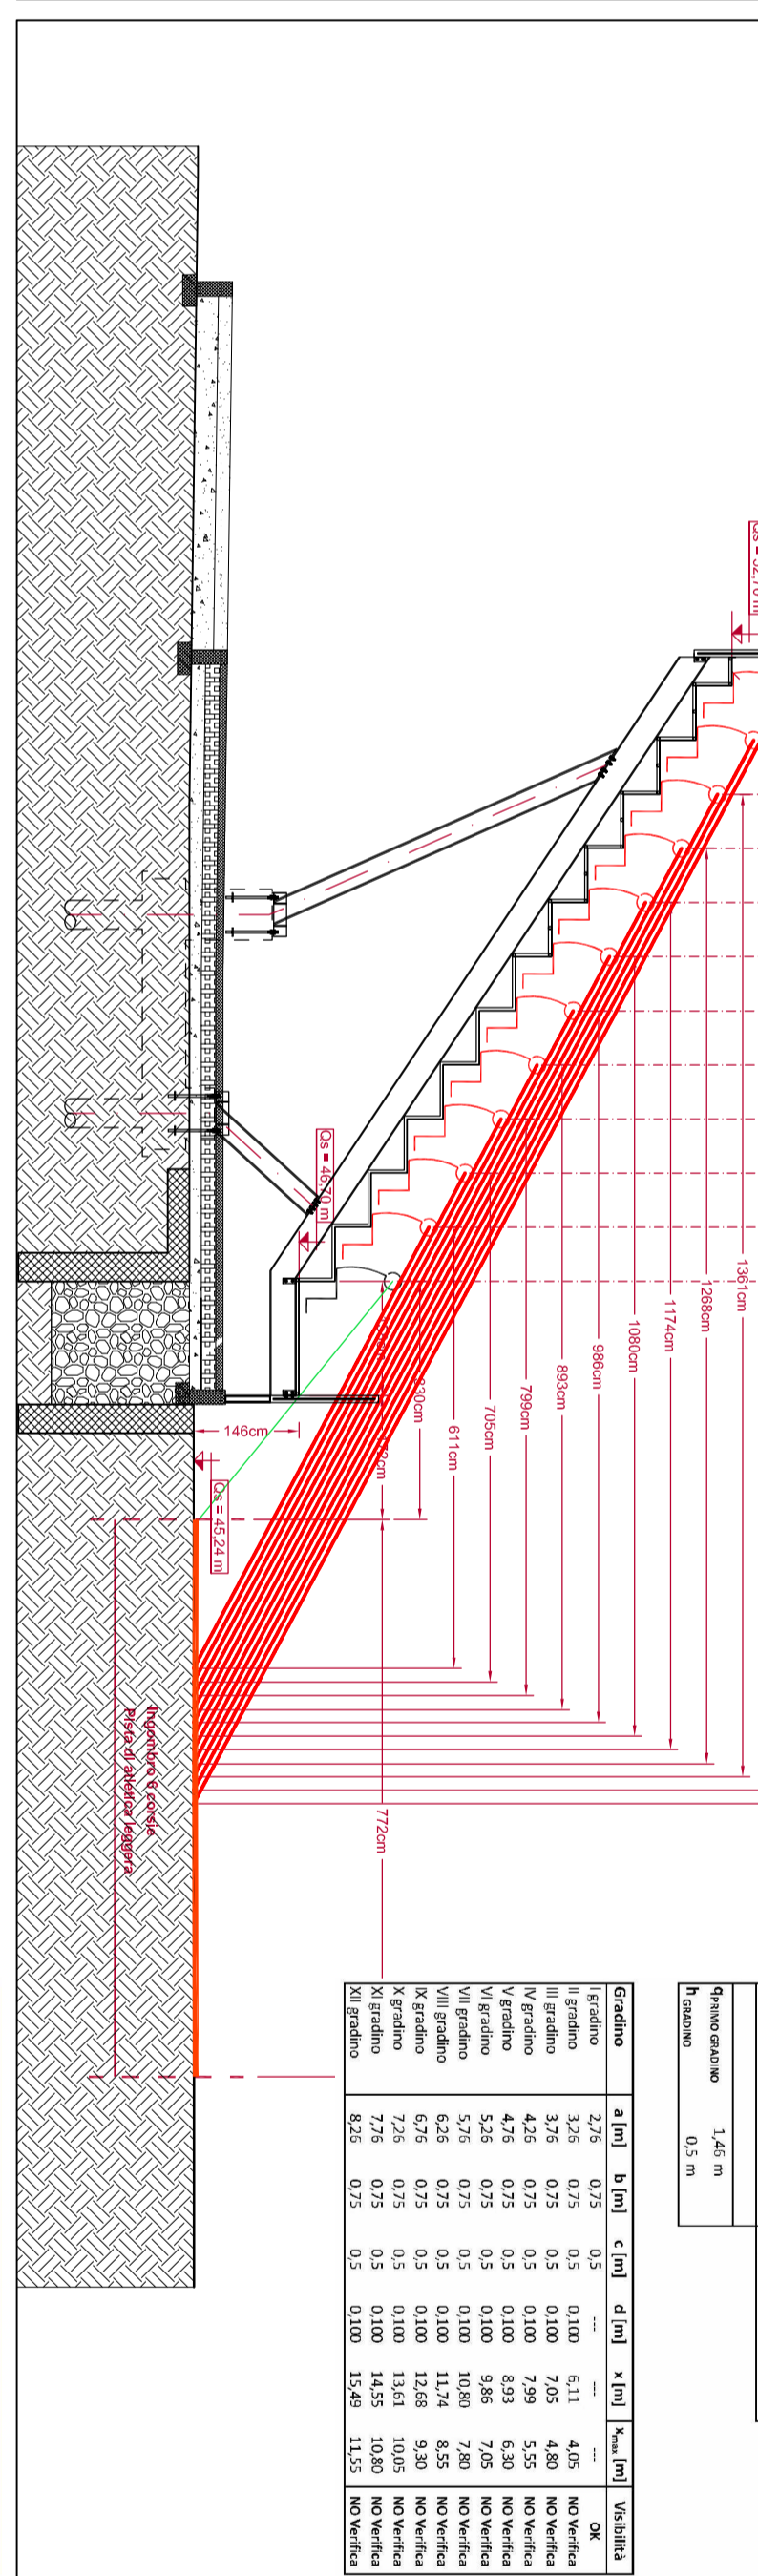 Qs = 52,70 m
Qs = 46,70 m
1361cm
1268cm
1174cm
1080cm
986cm
893cm
799cm
705cm
611cm
330cm
146cm
Qs = 45,24 m
772cm
Ingombro 6 corsie
Pista di atletica leggera
qPRIMO GRADINO 1,46 m
h GRADINO 0,5 m
Gradino a [m] b [m] c [m] d [m] x [m] xmax [m] Visibilità
I gradino 2,76 0,75 0,5 --- --- --- OK
II gradino 3,26 0,75 0,5 0,100 6,11 4,05 NO Verifica
III gradino 3,76 0,75 0,5 0,100 7,05 4,80 NO Verifica
IV gradino 4,26 0,75 0,5 0,100 7,99 5,55 NO Verifica
V gradino 4,76 0,75 0,5 0,100 8,93 6,30 NO Verifica
VI gradino 5,26 0,75 0,5 0,100 9,86 7,05 NO Verifica
VII gradino 5,76 0,75 0,5 0,100 10,80 7,80 NO Verifica
VIII gradino 6,26 0,75 0,5 0,100 11,74 8,55 NO Verifica
IX gradino 6,76 0,75 0,5 0,100 12,68 9,30 NO Verifica
X gradino 7,26 0,75 0,5 0,100 13,61 10,05 NO Verifica
XI gradino 7,76 0,75 0,5 0,100 14,55 10,80 NO Verifica
XII gradino 8,26 0,75 0,5 0,100 15,49 11,55 NO Verifica